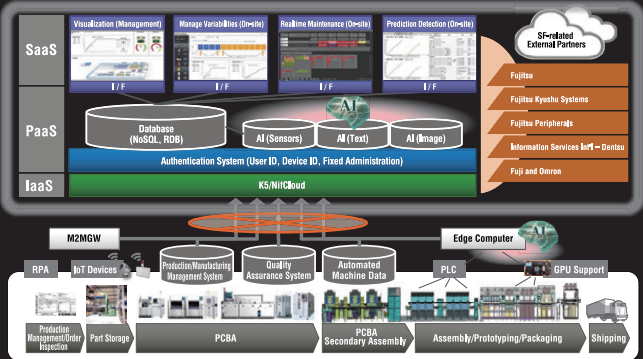 SaaS
Visualization (Management)
Manage Variabilities (On-site)
Realtime Maintenance (On-site)
Prediction Detection (On-site)
I / F
I / F
I / F
I / F
SF-related
External Partners
Fujitsu
Fujitsu Kyushu Systems
Fujitsu Peripherals
Information Services Int'l – Dentsu
Fuji and Omron
PaaS
Database
(NoSQL, RDB)
AI
AI (Sensors)
AI (Text)
AI (Image)
Authentication System (User ID, Device ID, Fixed Administration)
IaaS
K5/NifCloud
M2MGW
Edge Computer
AI
RPA
IoT Devices
Production/Manufacturing
Management System
Quality
Assurance System
Automated
Machine Data
PLC
GPU Support
Production
Management/Order
Inspection
Part Storage
PCBA
PCBA
Secondary Assembly
Assembly/Prototyping/Packaging
Shipping